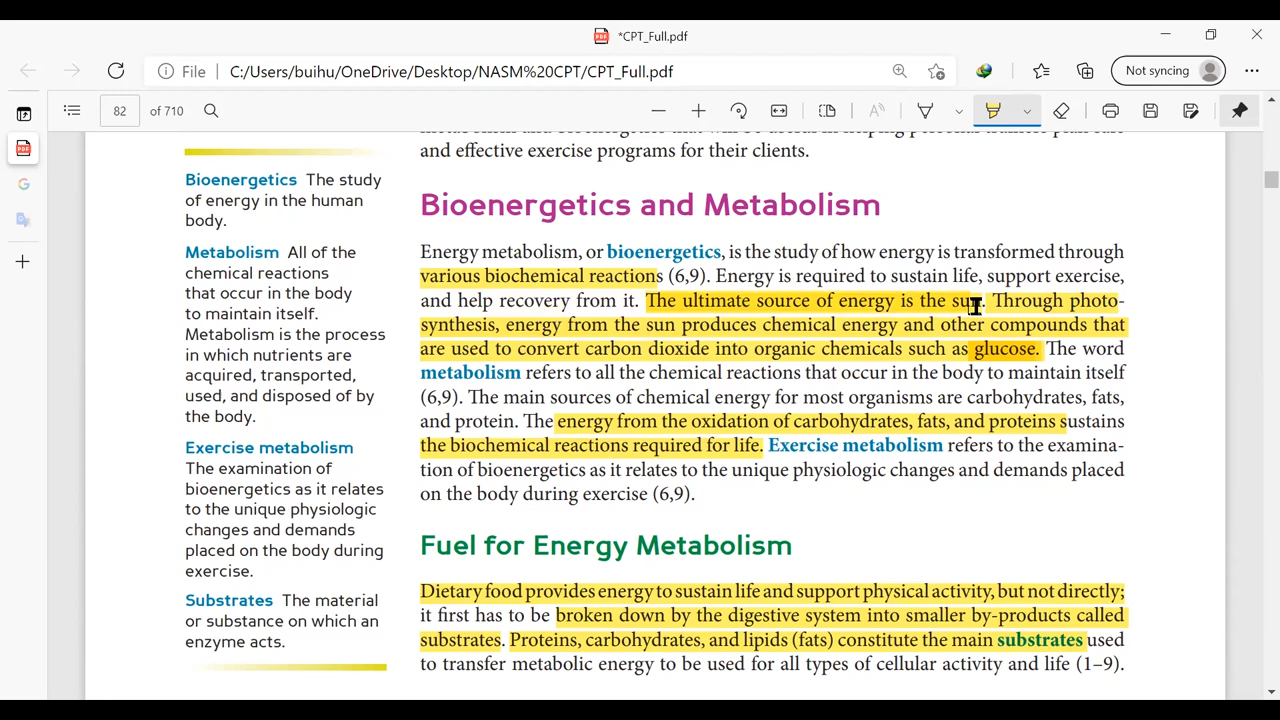 *CPT_Full.pdf
File
C:/Users/buihu/OneDrive/Desktop/NASM%20CPT/CPT_Full.pdf
Not syncing
82 of 710
and effective exercise programs for their clients.
Bioenergetics The study
of energy in the human
body.
Metabolism All of the
chemical reactions
that occur in the body
to maintain itself.
Metabolism is the process
in which nutrients are
acquired, transported,
used, and disposed of by
the body.
Exercise metabolism
The examination of
bioenergetics as it relates
to the unique physiologic
changes and demands
placed on the body during
exercise.
Substrates The material
or substance on which an
enzyme acts.
Bioenergetics and Metabolism
Energy metabolism, or bioenergetics, is the study of how energy is transformed through
various biochemical reactions (6,9). Energy is required to sustain life, support exercise,
and help recovery from it. The ultimate source of energy is the sun. Through photo-
synthesis, energy from the sun produces chemical energy and other compounds that
are used to convert carbon dioxide into organic chemicals such as glucose. The word
metabolism refers to all the chemical reactions that occur in the body to maintain itself
(6,9). The main sources of chemical energy for most organisms are carbohydrates, fats,
and protein. The energy from the oxidation of carbohydrates, fats, and proteins sustains
the biochemical reactions required for life. Exercise metabolism refers to the examina-
tion of bioenergetics as it relates to the unique physiologic changes and demands placed
on the body during exercise (6,9).
Fuel for Energy Metabolism
Dietary food provides energy to sustain life and support physical activity, but not directly;
it first has to be broken down by the digestive system into smaller by-products called
substrates. Proteins, carbohydrates, and lipids (fats) constitute the main substrates used
to transfer metabolic energy to be used for all types of cellular activity and life (1–9).